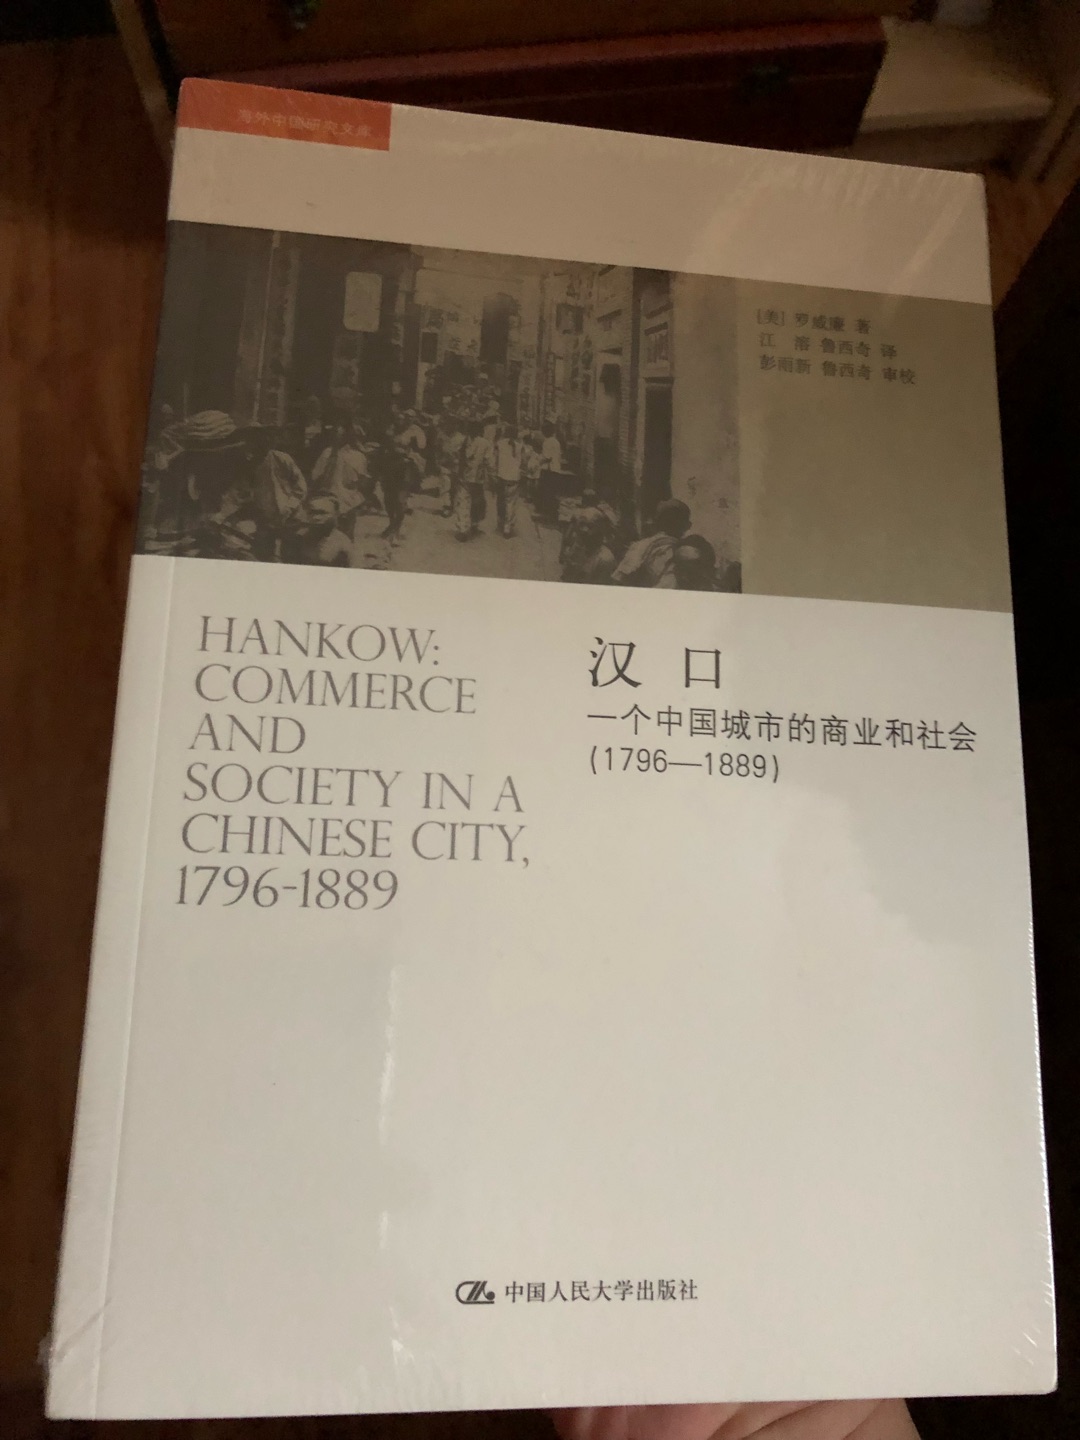 海外中国研究文库
[美] 罗威廉 著
江 溶 鲁西奇 译
彭雨新 鲁西奇 审校
HANKOW:
COMMERCE
AND
SOCIETY IN A
CHINESE CITY,
1796-1889
汉口
一个中国城市的商业和社会
(1796—1889)
中国人民大学出版社